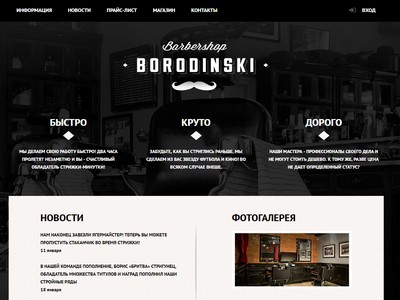 ИНФОРМАЦИЯ НОВОСТИ ПРАЙС-ЛИСТ МАГАЗИН КОНТАКТЫ ВХОД
Barbershop
BORODINSKI
БЫСТРО
МЫ ДЕЛАЕМ СВОЮ РАБОТУ БЫСТРО! ДВА ЧАСА
ПРОЛЕТЯТ НЕЗАМЕТНО И ВЫ - СЧАСТЛИВЫЙ
ОБЛАДАТЕЛЬ СТРИЖКИ-МИНУТКИ!
КРУТО
ЗАБУДЬТЕ, КАК ВЫ СТРИГЛИСЬ РАНЬШЕ. МЫ
СДЕЛАЕМ ИЗ ВАС ЗВЕЗДУ ФУТБОЛА И КИНО! ВО
ВСЯКОМ СЛУЧАЕ ВНЕШНЕ.
ДОРОГО
НАШИ МАСТЕРА - ПРОФЕССИОНАЛЫ СВОЕГО ДЕЛА И
НЕ МОГУТ СТОИТЬ ДЕШЕВО. К ТОМУ ЖЕ, РАЗВЕ ЦЕНА
НЕ ДАЕТ ОПРЕДЕЛЕННЫЙ СТАТУС?
НОВОСТИ
НАМ НАКОНЕЦ ЗАВЕЗЛИ ЯГЕРМАЙСТЕР! ТЕПЕРЬ ВЫ МОЖЕТЕ
ПРОПУСТИТЬ СТАКАНЧИК ВО ВРЕМЯ СТРИЖКИ!
11 января
В НАШЕЙ КОМАНДЕ ПОПОЛНЕНИЕ, БОРИС «БРИТВА» СТРИГУНЕЦ,
ОБЛАДАТЕЛЬ МНОЖЕСТВА ТИТУЛОВ И НАГРАД ПОПОЛНИЛ НАШИ
СТРОЙНЫЕ РЯДЫ
18 января
ФОТОГАЛЕРЕЯ